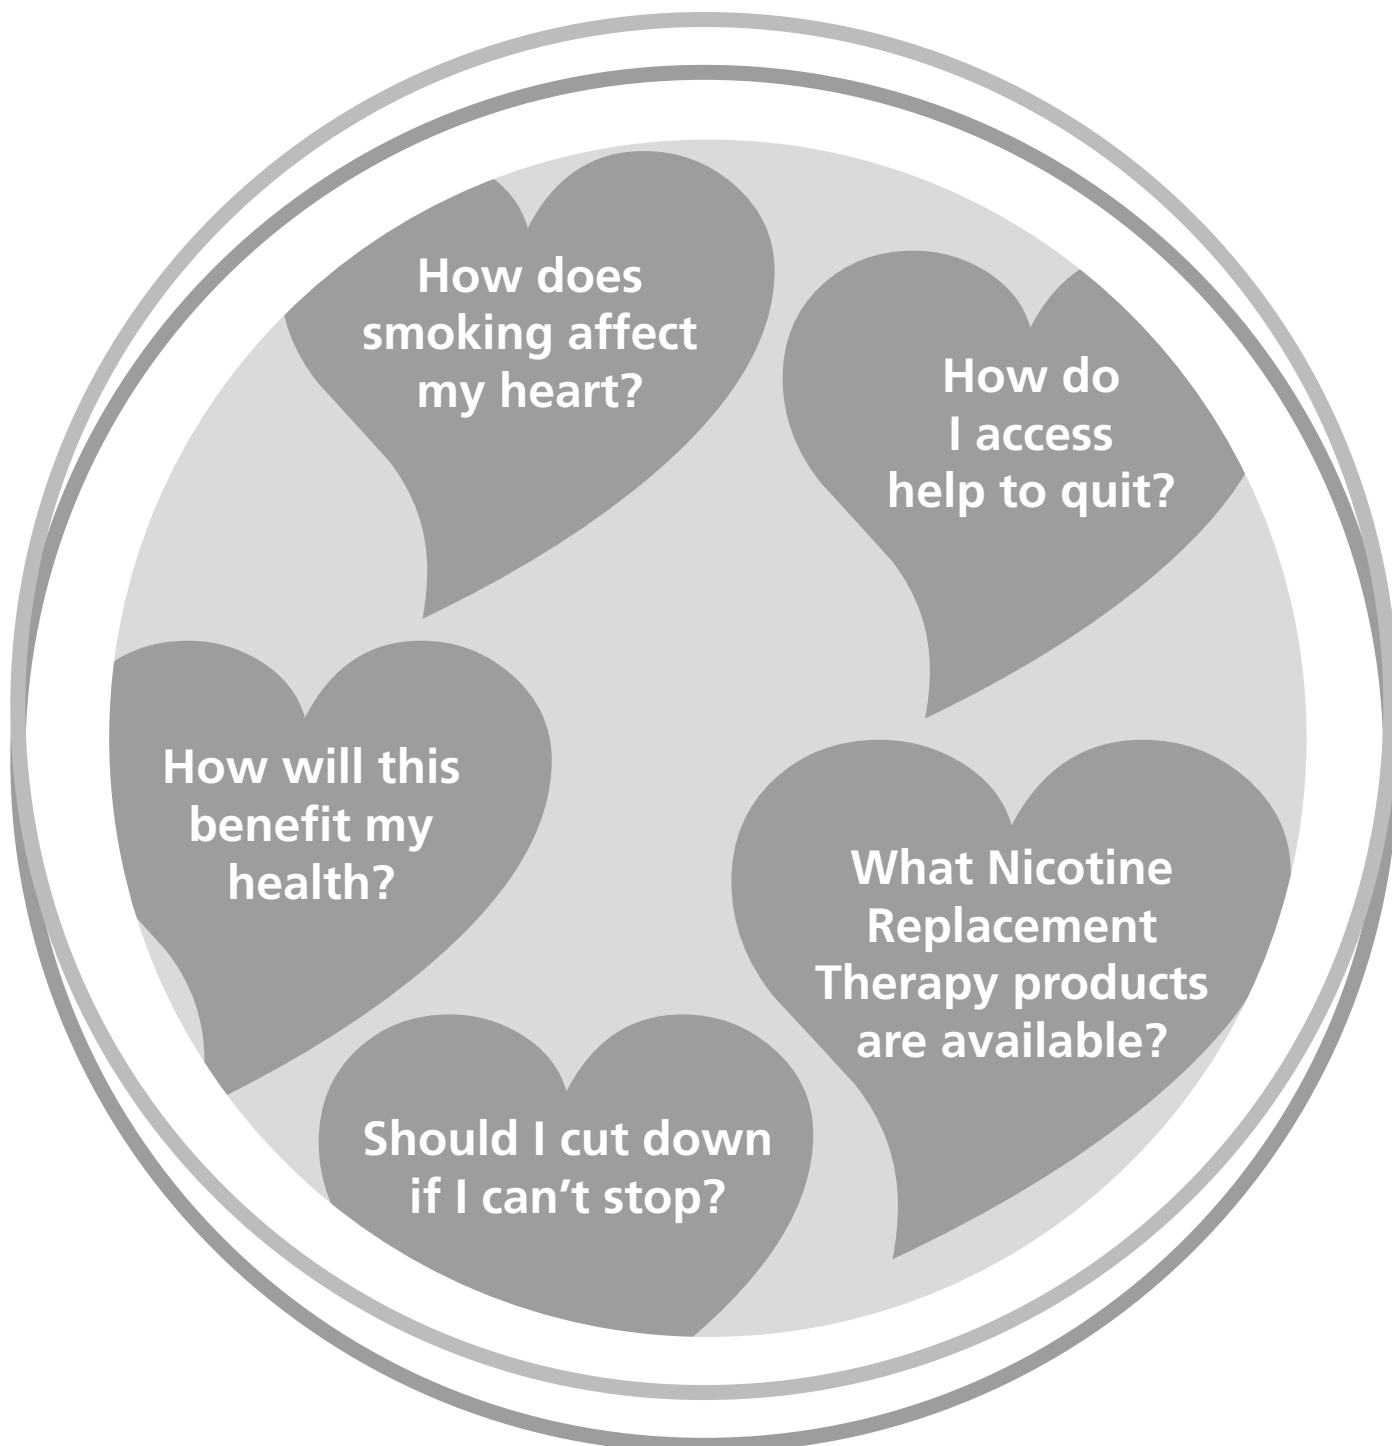 How does
smoking affect
my heart?
How do
I access
help to quit?
How will this
benefit my
health?
What Nicotine
Replacement
Therapy products
are available?
Should I cut down
if I can’t stop?